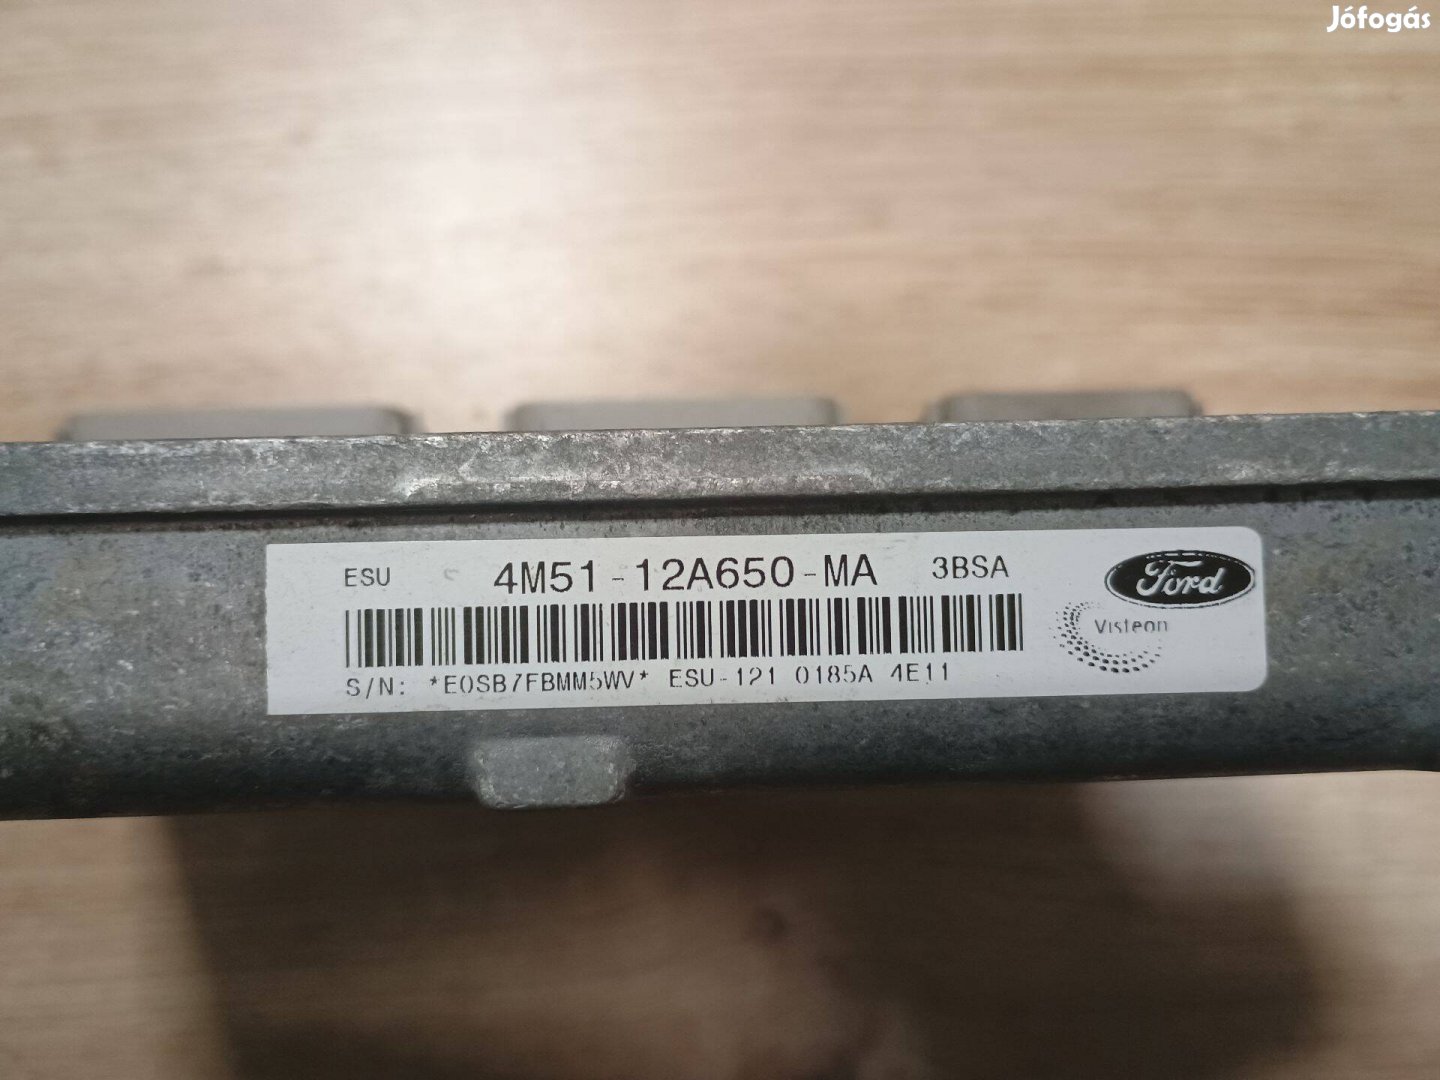 Jófogás
ESU 4M51-12A650-MA 3BSA
Ford
Visteon
S/N: *E0SB7FBMM5WV* ESU-121 0185A 4E11